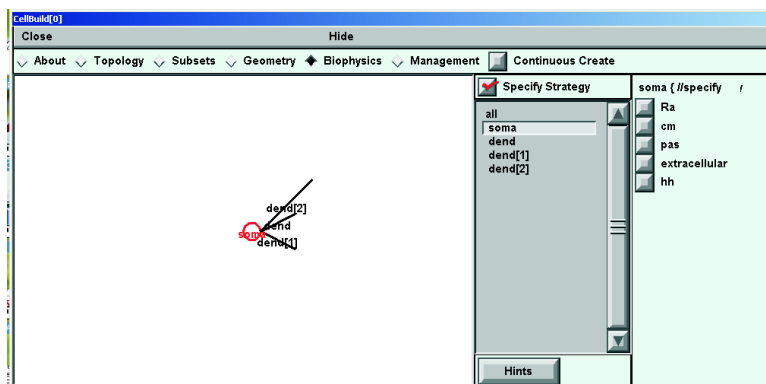 CellBuild[0]
Close Hide
About Topology Subsets Geometry Biophysics Management Continuous Create
Specify Strategy
soma { //specify
all
soma
dend
dend[1]
dend[2]
Ra
cm
pas
extracellular
hh
dend[2]
dend
soma
dend[1]
Hints